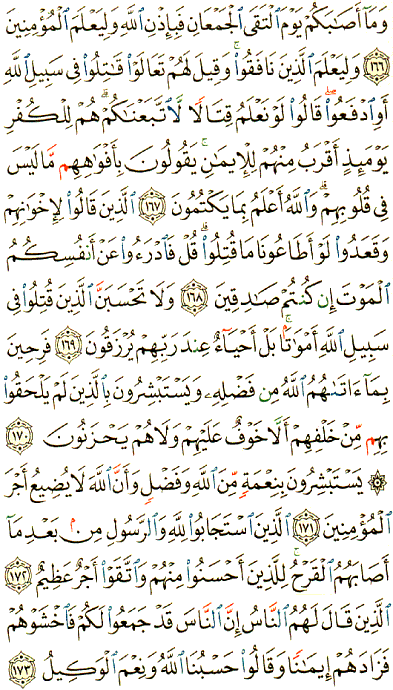 وَمَآ أَصَٰبَكُمْ يَوْمَ ٱلْتَقَى ٱلْجَمْعَانِ فَبِإِذْنِ ٱللَّهِ وَلِيَعْلَمَ ٱلْمُؤْمِنِينَ
١٦٦ وَلِيَعْلَمَ ٱلَّذِينَ نَافَقُوا۟ ۚ وَقِيلَ لَهُمْ تَعَالَوْا۟ قَٰتِلُوا۟ فِى سَبِيلِ ٱللَّهِ
أَوِ ٱدْفَعُوا۟ ۖ قَالُوا۟ لَوْ نَعْلَمُ قِتَالًا لَّٱتَّبَعْنَٰكُمْ ۗ هُمْ لِلْكُفْرِ
يَوْمَئِذٍ أَقْرَبُ مِنْهُمْ لِلْإِيمَٰنِ ۚ يَقُولُونَ بِأَفْوَٰهِهِم مَّا لَيْسَ
فِى قُلُوبِهِمْ ۗ وَٱللَّهُ أَعْلَمُ بِمَا يَكْتُمُونَ ١٦٧ ٱلَّذِينَ قَالُوا۟ لِإِخْوَٰنِهِمْ
وَقَعَدُوا۟ لَوْ أَطَاعُونَا مَا قُتِلُوا۟ ۗ قُلْ فَٱدْرَءُوا۟ عَنْ أَنفُسِكُمُ
ٱلْمَوْتَ إِن كُنتُمْ صَٰدِقِينَ ١٦٨ وَلَا تَحْسَبَنَّ ٱلَّذِينَ قُتِلُوا۟ فِى
سَبِيلِ ٱللَّهِ أَمْوَٰتًۢا ۚ بَلْ أَحْيَآءٌ عِندَ رَبِّهِمْ يُرْزَقُونَ ١٦٩ فَرِحِينَ
بِمَآ ءَاتَىٰهُمُ ٱللَّهُ مِن فَضْلِهِۦ وَيَسْتَبْشِرُونَ بِٱلَّذِينَ لَمْ يَلْحَقُوا۟
بِهِم مِّنْ خَلْفِهِمْ أَلَّا خَوْفٌ عَلَيْهِمْ وَلَا هُمْ يَحْزَنُونَ ١٧٠
۞ يَسْتَبْشِرُونَ بِنِعْمَةٍ مِّنَ ٱللَّهِ وَفَضْلٍ وَأَنَّ ٱللَّهَ لَا يُضِيعُ أَجْرَ
ٱلْمُؤْمِنِينَ ١٧١ ٱلَّذِينَ ٱسْتَجَابُوا۟ لِلَّهِ وَٱلرَّسُولِ مِنۢ بَعْدِ مَآ
أَصَابَهُمُ ٱلْقَرْحُ ۚ لِلَّذِينَ أَحْسَنُوا۟ مِنْهُمْ وَٱتَّقَوْا۟ أَجْرٌ عَظِيمٌ ١٧٢
ٱلَّذِينَ قَالَ لَهُمُ ٱلنَّاسُ إِنَّ ٱلنَّاسَ قَدْ جَمَعُوا۟ لَكُمْ فَٱخْشَوْهُمْ
فَزَادَهُمْ إِيمَٰنًا وَقَالُوا۟ حَسْبُنَا ٱللَّهُ وَنِعْمَ ٱلْوَكِيلُ ١٧٣